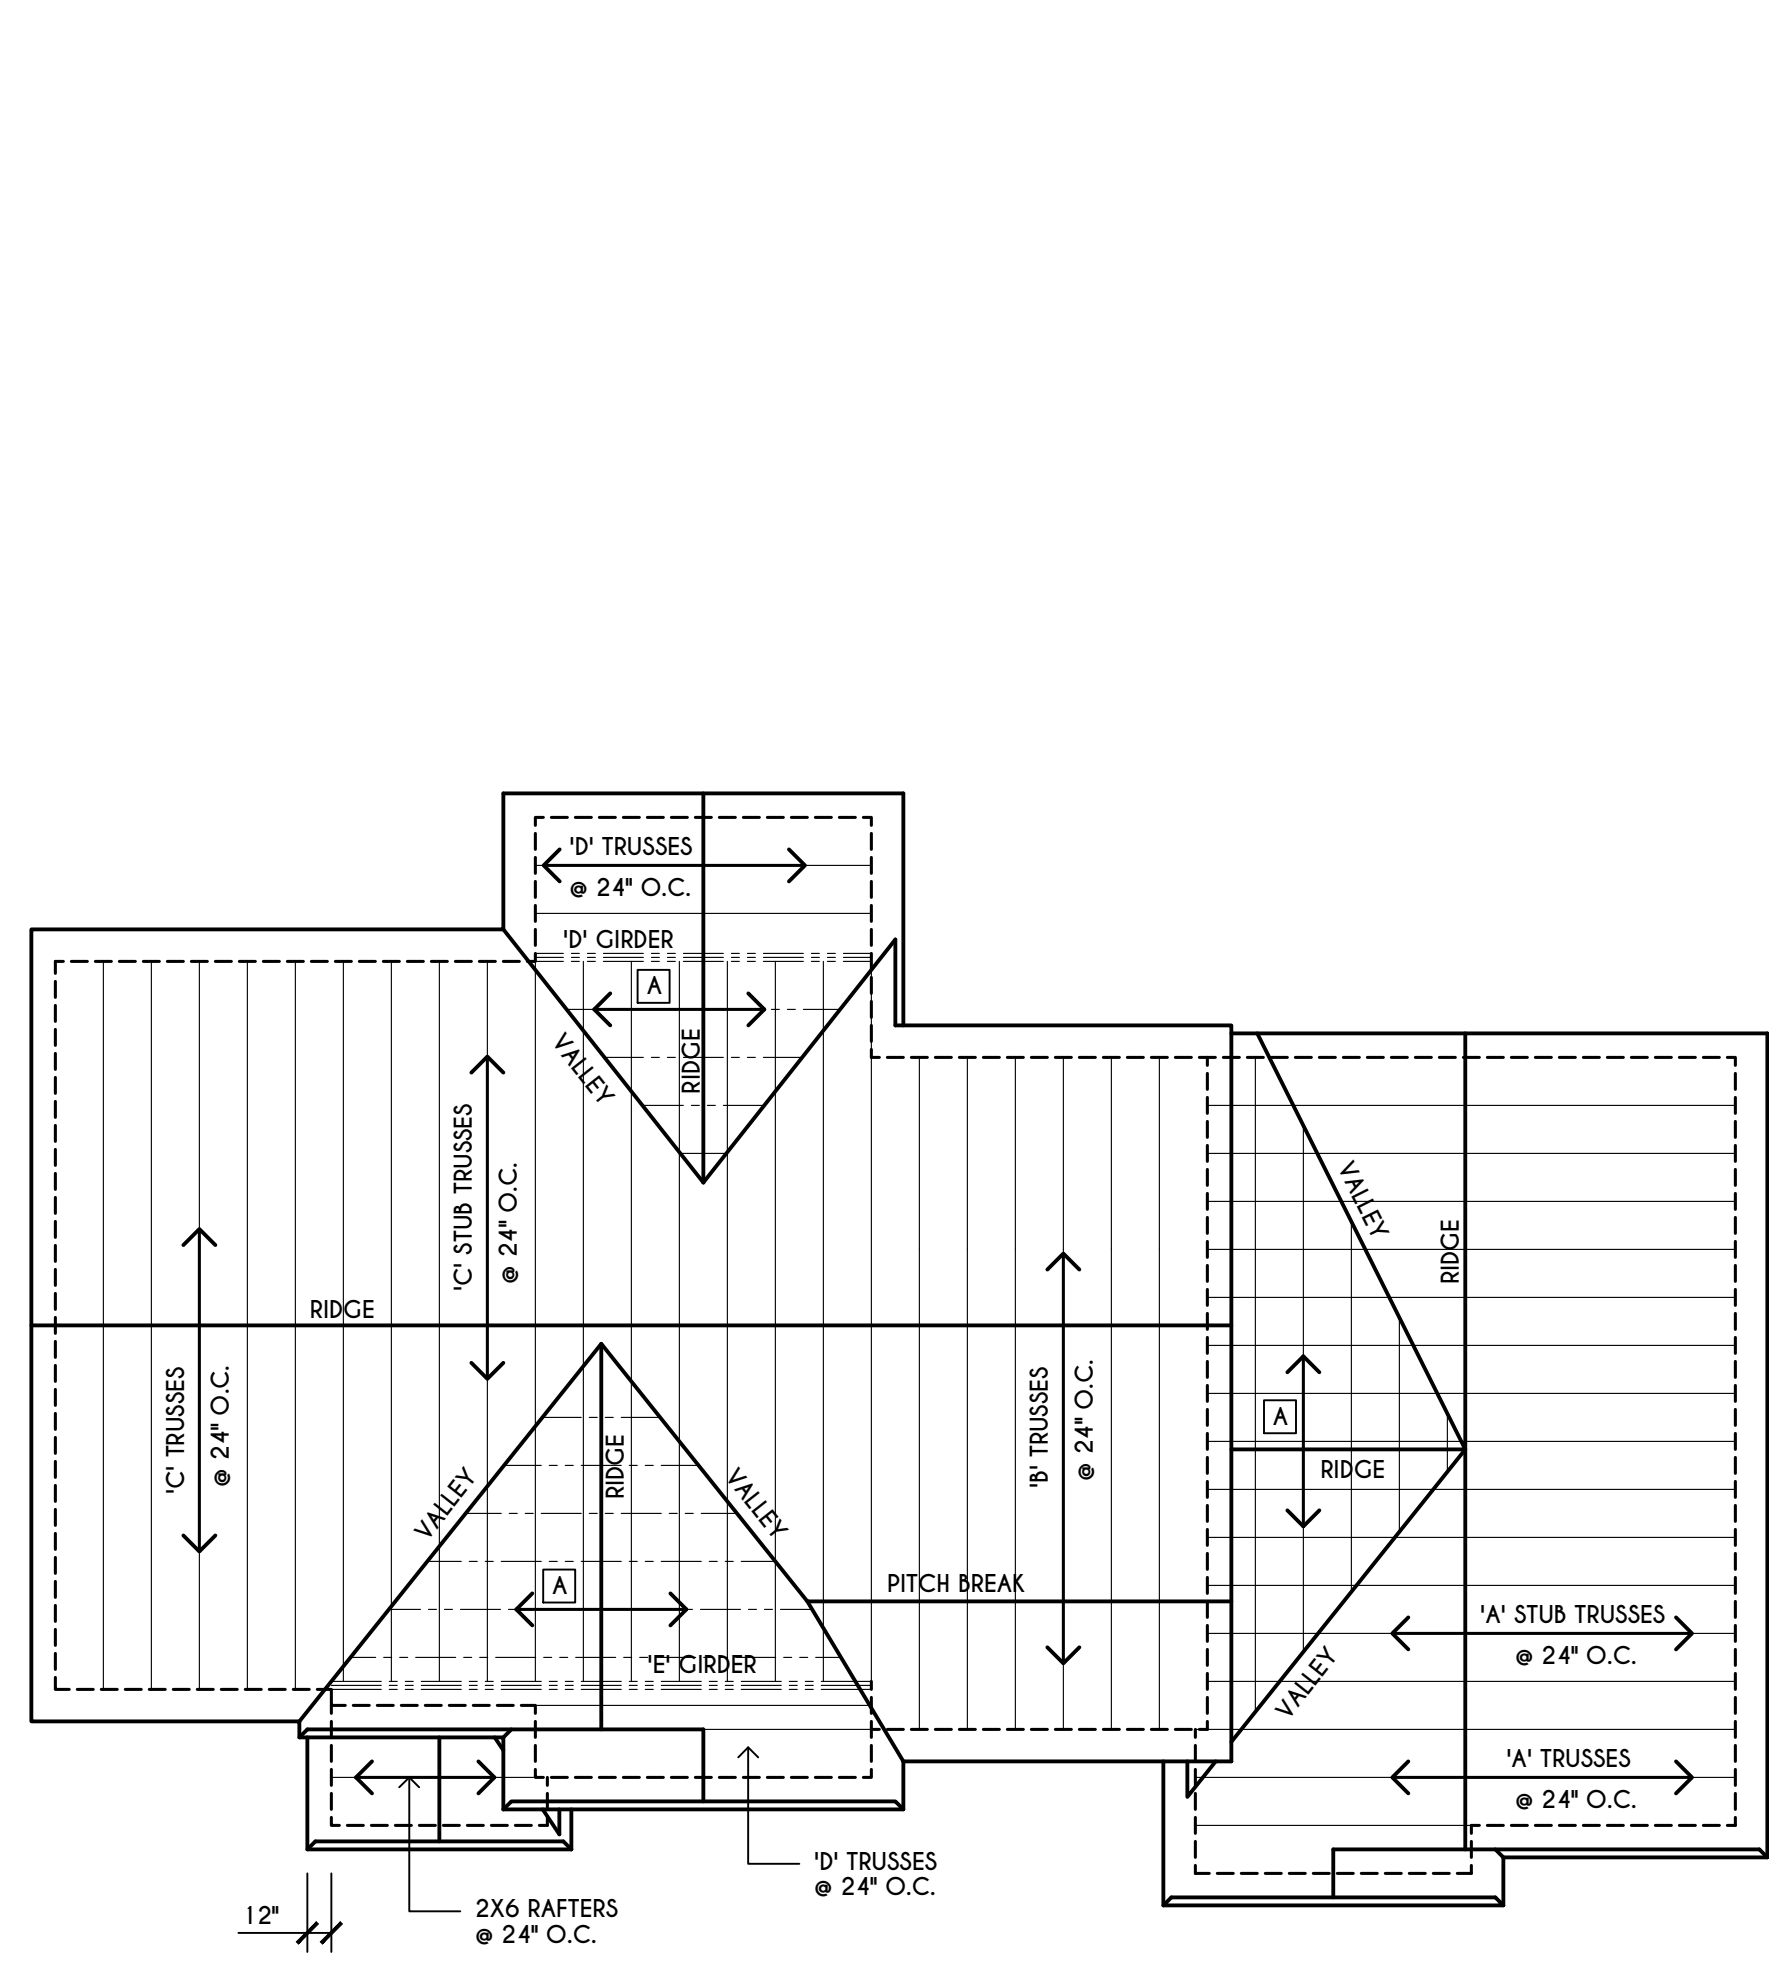 'D' TRUSSES
@ 24" O.C.
'D' GIRDER
A
VALLEY
RIDGE
'C' STUB TRUSSES
@ 24" O.C.
VALLEY
RIDGE
RIDGE
'C' TRUSSES
@ 24" O.C.
'B' TRUSSES
@ 24" O.C.
A
RIDGE
RIDGE
VALLEY
VALLEY
A
PITCH BREAK
'E' GIRDER
'A' STUB TRUSSES
@ 24" O.C.
VALLEY
'A' TRUSSES
@ 24" O.C.
'D' TRUSSES
@ 24" O.C.
2X6 RAFTERS
@ 24" O.C.
12"